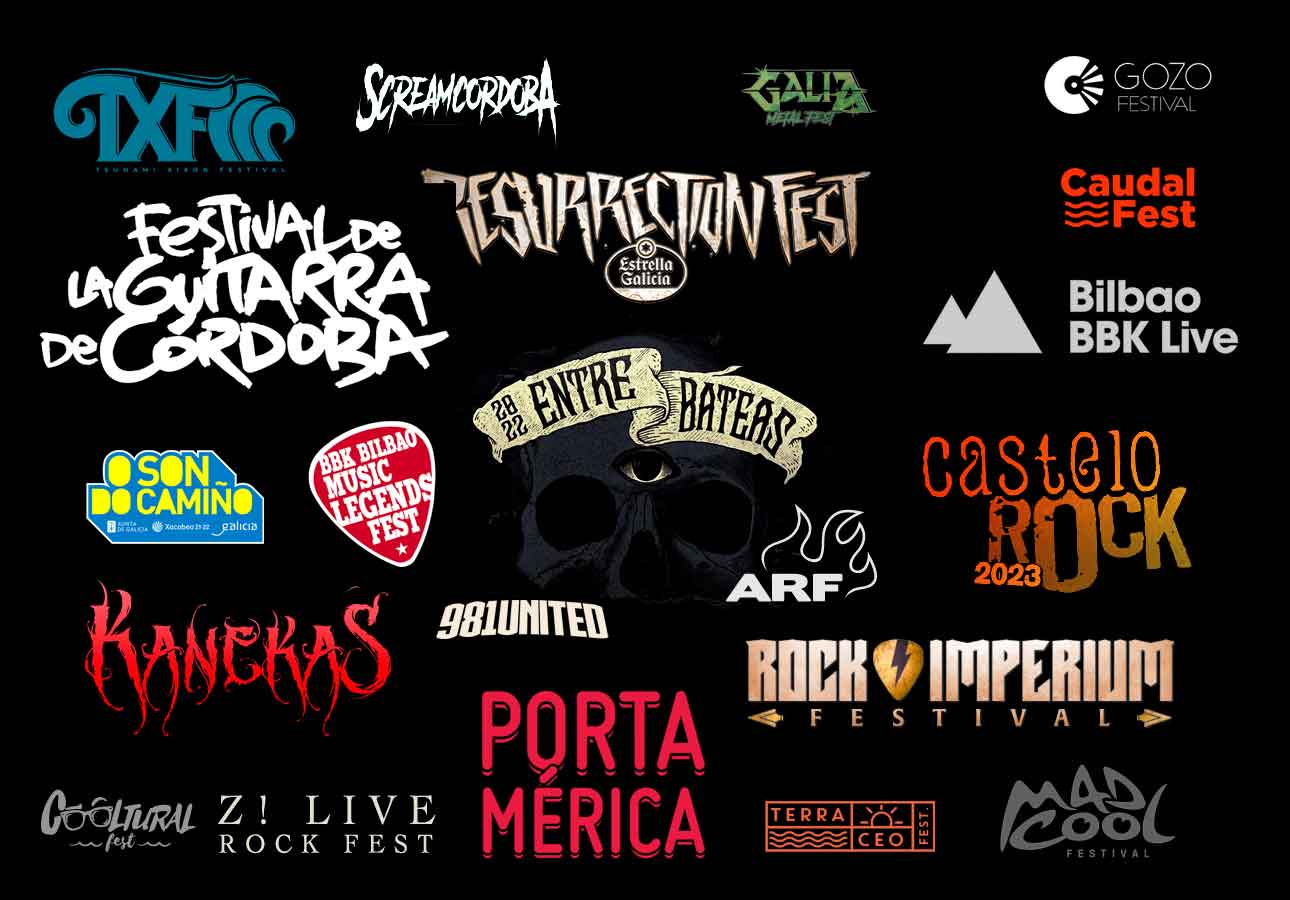 TXF
TSUNAMI XIXÓN FESTIVAL
SCREAMCORDOBA
GALIA
METAL FEST
GOZO
FESTIVAL
RESURRECTION FEST
Estrella
Galicia
Caudal
Fest
FESTIVAL DE
LA GUITARRA
DE CÓRDOBA
Bilbao
BBK Live
2022 ENTRE BATEAS
O SON
DO CAMIÑO
XUNTA
DE GALICIA
Xacobeo 21·22
galicia
BBK BILBAO
MUSIC
LEGENDS
FEST
castelo
ROCK
2023
ARF
KANEKAS
981UNITED
ROCK IMPERIUM
FESTIVAL
PORTA
MÉRICA
COOLTURAL
fest
Z! LIVE
ROCK FEST
TERRA
CEO
FEST
MAD
COOL
FESTIVAL